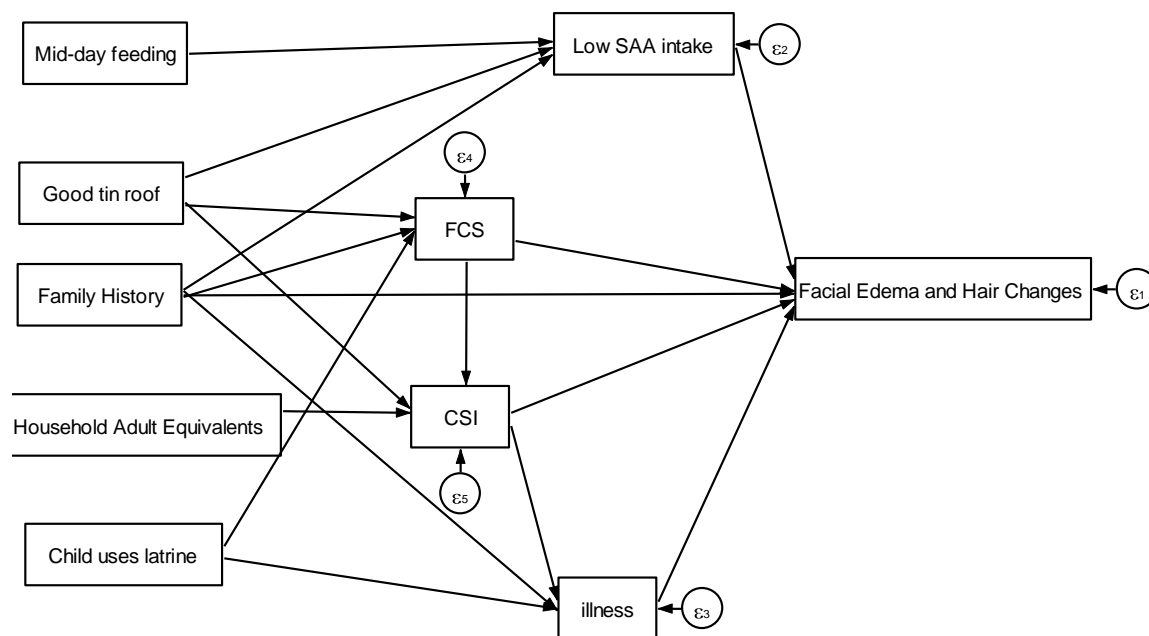 Mid-day feeding
Low SAA intake
ε2
ε4
Good tin roof
FCS
Family History
Facial Edema and Hair Changes
ε1
Household Adult Equivalents
CSI
ε5
Child uses latrine
illness
ε3